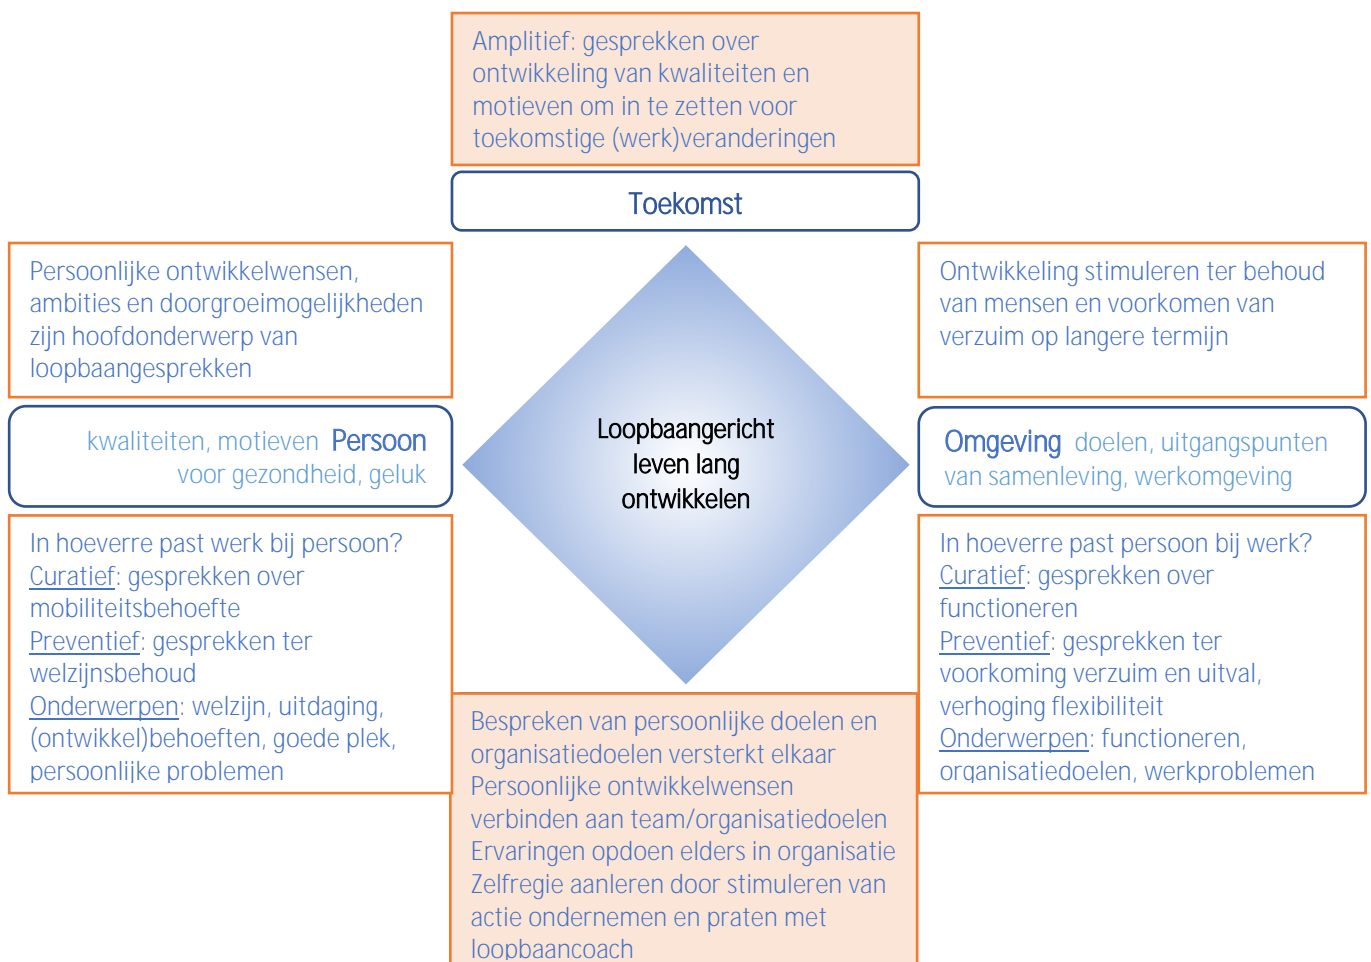 Amplitief: gesprekken over
ontwikkeling van kwaliteiten en
motieven om in te zetten voor
toekomstige (werk)veranderingen
Toekomst
Persoonlijke ontwikkelwensen,
ambities en doorgroeimogelijkheden
zijn hoofdonderwerp van
loopbaangesprekken
Ontwikkeling stimuleren ter behoud
van mensen en voorkomen van
verzuim op langere termijn
kwaliteiten, motieven Persoon
voor gezondheid, geluk
Loopbaangericht
leven lang
ontwikkelen
Omgeving doelen, uitgangspunten
van samenleving, werkomgeving
In hoeverre past werk bij persoon?
Curatief: gesprekken over
mobiliteitsbehoefte
Preventief: gesprekken ter
welzijnsbehoud
Onderwerpen: welzijn, uitdaging,
(ontwikkel)behoeften, goede plek,
persoonlijke problemen
In hoeverre past persoon bij werk?
Curatief: gesprekken over
functioneren
Preventief: gesprekken ter
voorkoming verzuim en uitval,
verhoging flexibiliteit
Onderwerpen: functioneren,
organisatiedoelen, werkproblemen
Bespreken van persoonlijke doelen en
organisatiedoelen versterkt elkaar
Persoonlijke ontwikkelwensen
verbinden aan team/organisatiedoelen
Ervaringen opdoen elders in organisatie
Zelfregie aanleren door stimuleren van
actie ondernemen en praten met
loopbaancoach